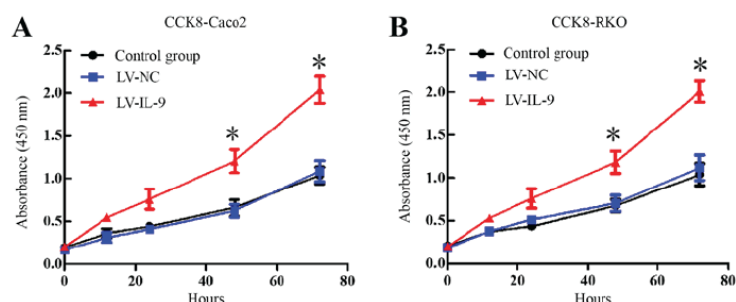 A
CCK8-Caco2
Control group
LV-NC
LV-IL-9
Absorbance (450 nm)
2.5
2.0
1.5
1.0
0.5
0.0
*
*
0
20
40
60
80
Hours
B
CCK8-RKO
Control group
LV-NC
LV-IL-9
Absorbance (450 nm)
2.5
2.0
1.5
1.0
0.5
0.0
*
*
0
20
40
60
80
Hours